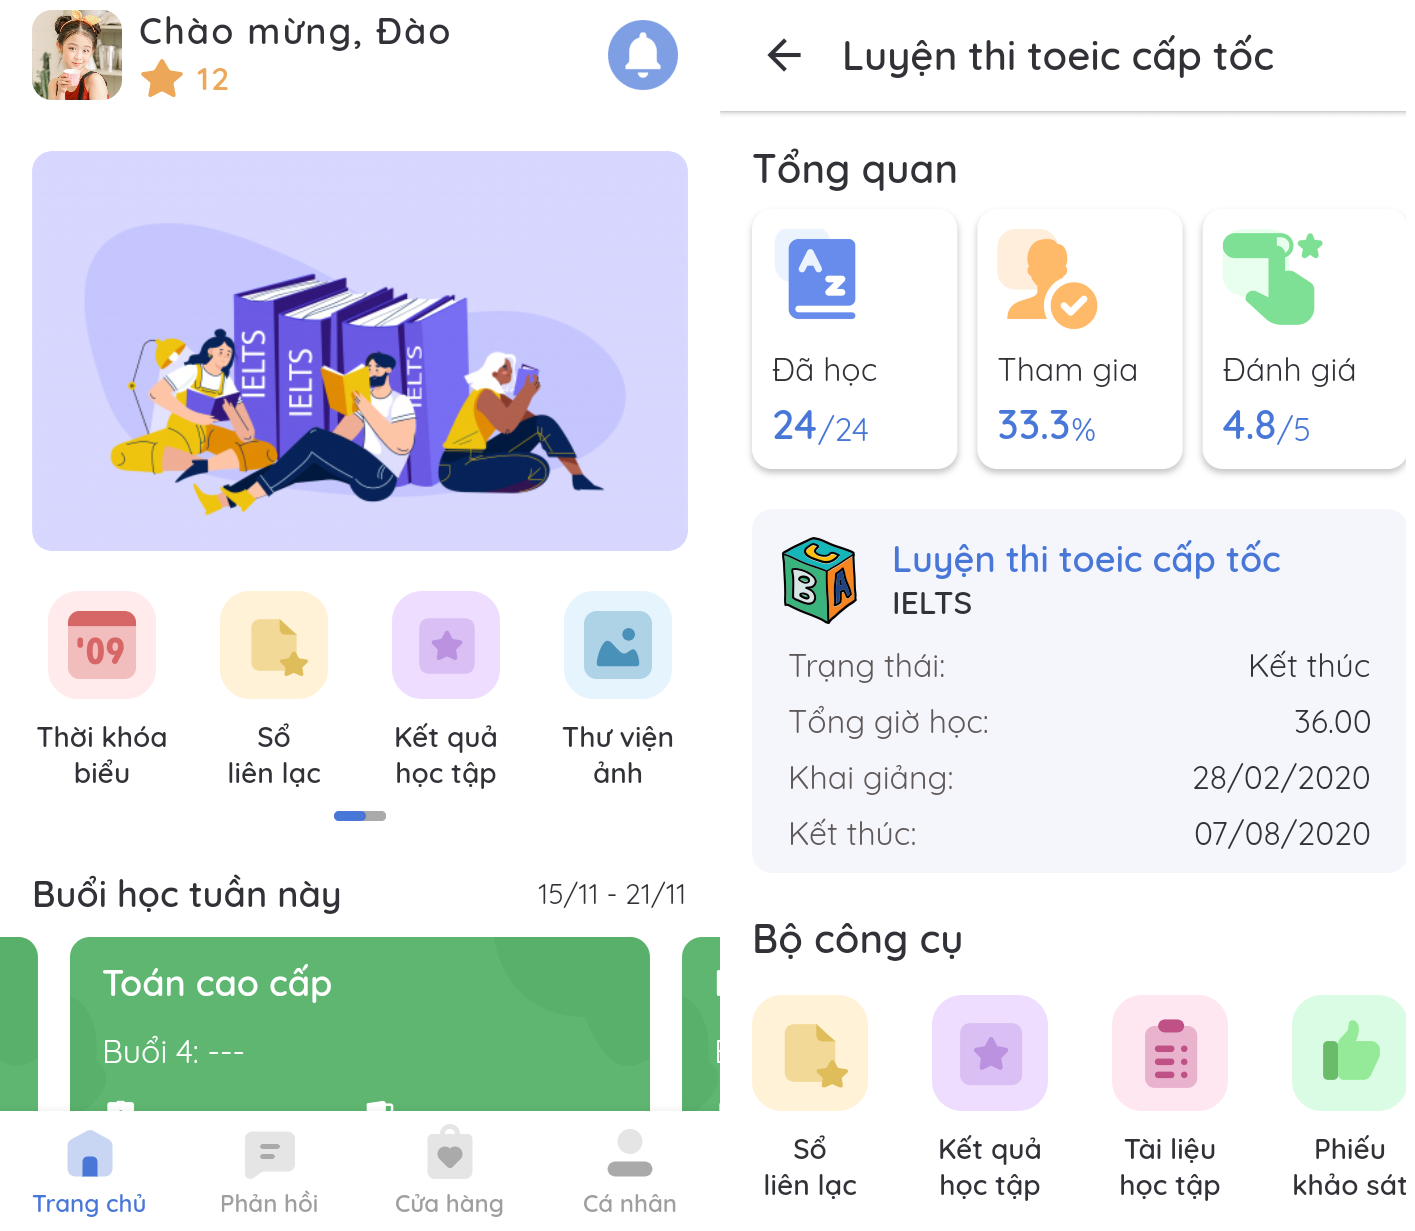 Chào mừng, Đào
12
IELTS
IELTS
IELTS
'09
Thời khóa
biểu
Sổ
liên lạc
Kết quả
học tập
Thư viện
ảnh
Buổi học tuần này
15/11 - 21/11
Toán cao cấp
Buổi 4: ---
Trang chủ
Phản hồi
Cửa hàng
Cá nhân
Luyện thi toeic cấp tốc
Tổng quan
A
Z
Đã học
24/24
Tham gia
33.3%
Đánh giá
4.8/5
C
B
A
Luyện thi toeic cấp tốc
IELTS
Trạng thái: Kết thúc
Tổng giờ học: 36.00
Khai giảng: 28/02/2020
Kết thúc: 07/08/2020
Bộ công cụ
Sổ
liên lạc
Kết quả
học tập
Tài liệu
học tập
Phiếu
khảo sát